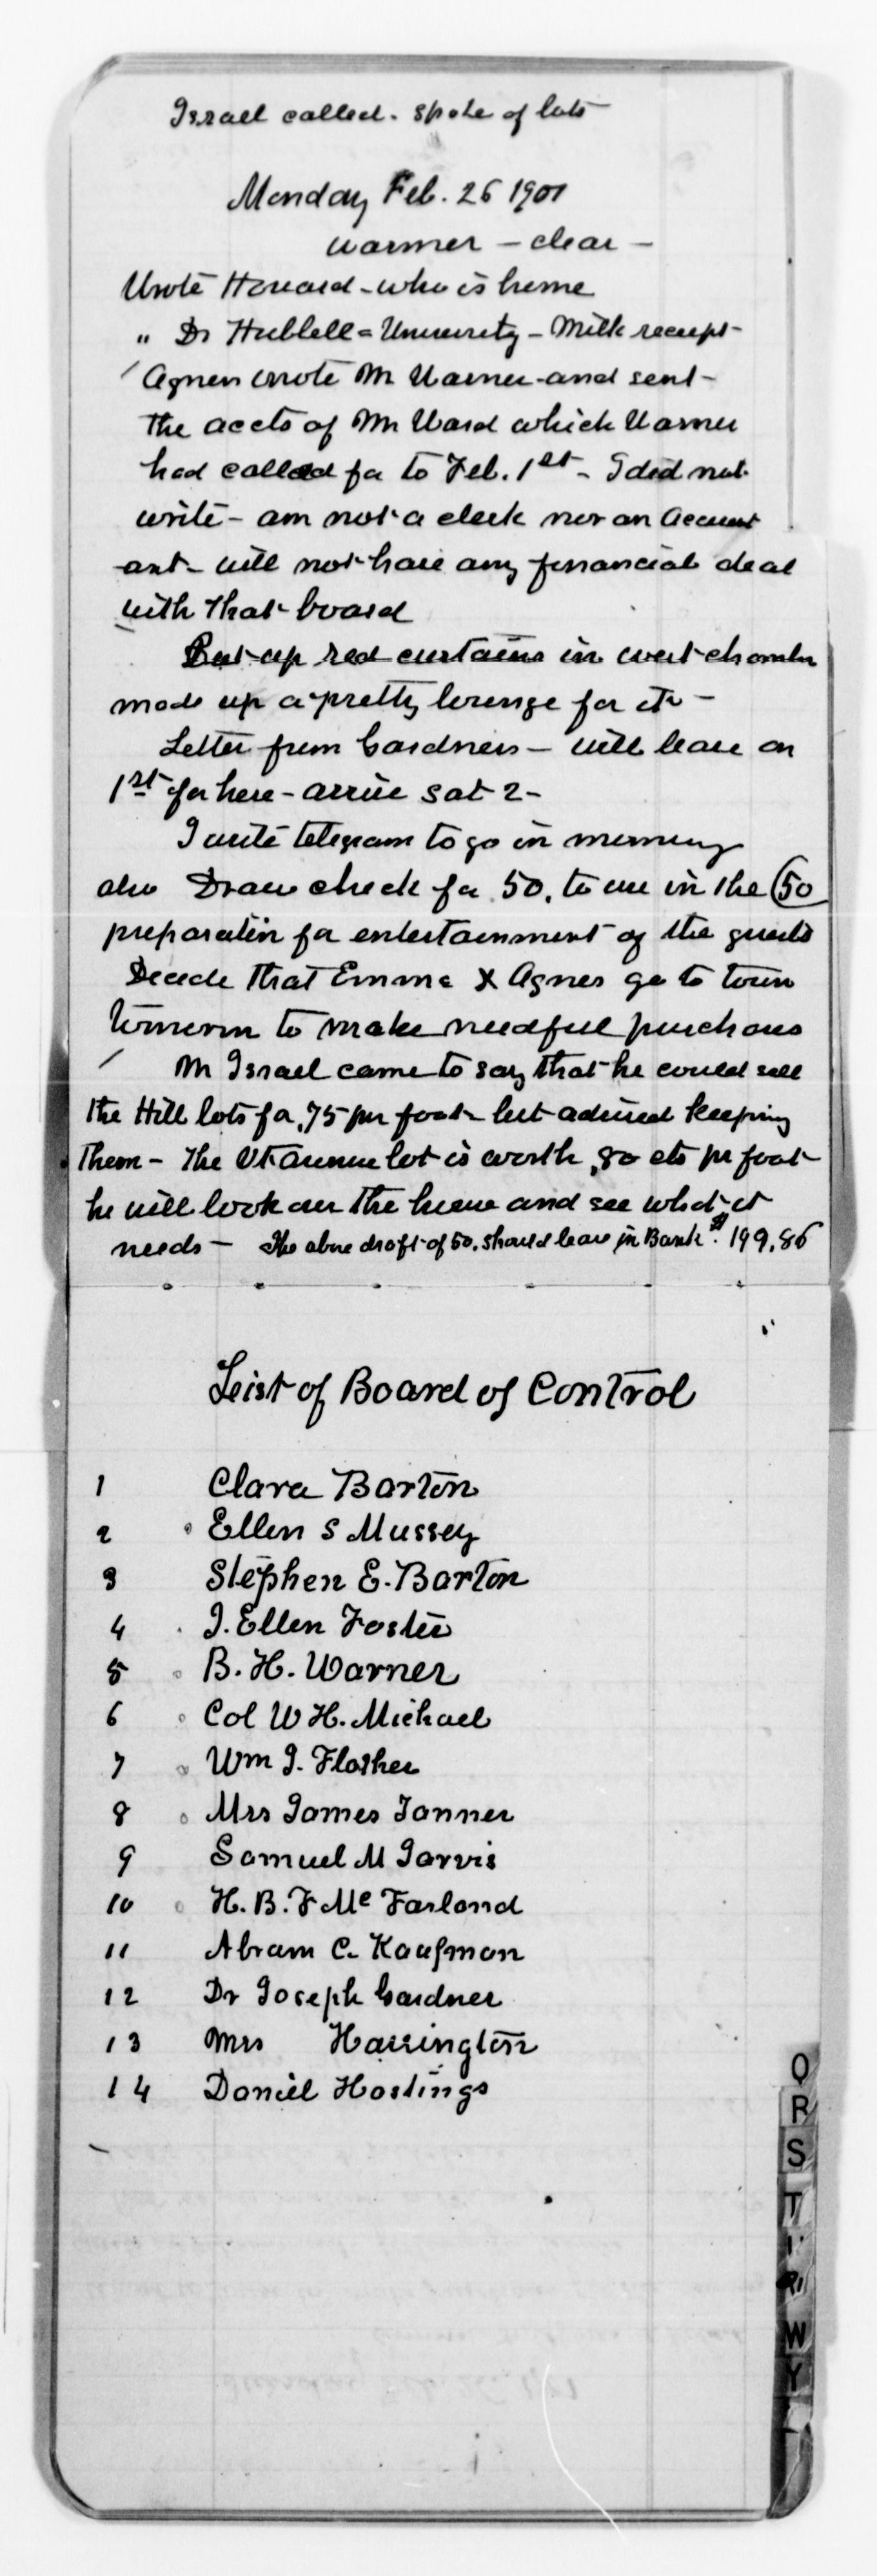 Israel called. Spoke of lots
Monday Feb. 26 1901
warmer - clear -
Wrote Howard - who is home
" Dr Hubbell = University - Milk receipt -
Agnes wrote Mr Warner and sent -
the accts of Mr Ward which Warner
had called for to Feb. 1st - I did not
write - am not a clerk nor an account
-ant - will not have any financial deal
with that board
Put up red curtains in west chamber
made up a pretty lounge for it -
Letter from Gardners - will leave on
1st for here - arrive Sat 2 -
I write telegram to go in morning
also Draw check for 50. to use in the 50
preparation for entertainment of the guests
Decide that Emma & Agnes go to town
tomorrow to make needful purchases
Mr Israel came to say that he could sell
the Hill lots for .75 per foot but advised keeping
them - The Vt Avenue lot is worth .80 cts per foot
he will look over the house and see what it
needs - The above draft of 50. should leave in Bank $199.86
List of Board of Control
1 Clara Barton
2 Ellen S Mussey
3 Stephen E. Barton
4 J. Ellen Foster
5 B. H. Warner
6 Col W H. Michael
7 Wm J. Flather
8 Mrs James Tanner
9 Samuel M Jarvis
10 H. B. F Mc Farland
11 Abram C. Kaufman
12 Dr Joseph Gardner
13 Mrs Harrington
14 Daniel Hastings
Q
R
S
T
W
Y